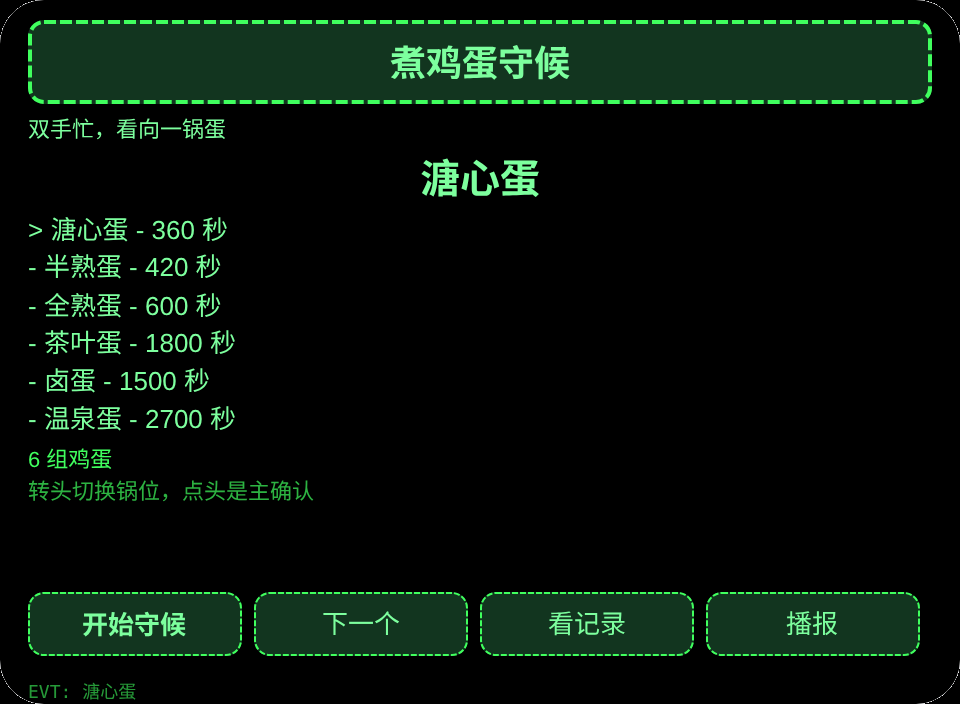 煮鸡蛋守候
双手忙，看向一锅蛋
溏心蛋
> 溏心蛋 - 360 秒
- 半熟蛋 - 420 秒
- 全熟蛋 - 600 秒
- 茶叶蛋 - 1800 秒
- 卤蛋 - 1500 秒
- 温泉蛋 - 2700 秒
6 组鸡蛋
转头切换锅位，点头是主确认
开始守候
下一个
看记录
播报
EVT: 溏心蛋